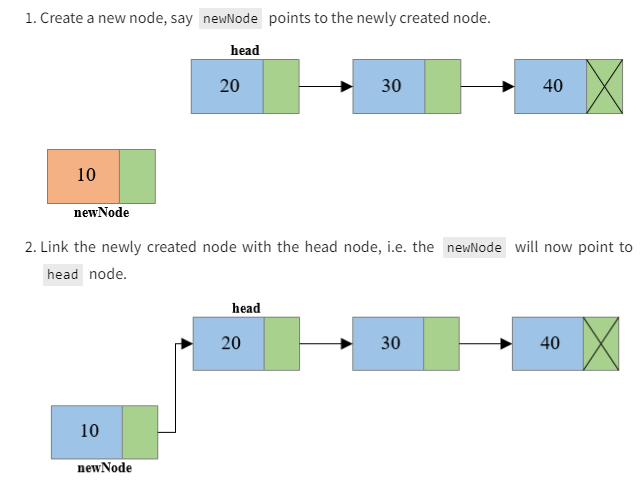 1. Create a new node, say newNode points to the newly created node.
head
20 30 40
10
newNode
2. Link the newly created node with the head node, i.e. the newNode will now point to
head node.
head
20 30 40
10
newNode